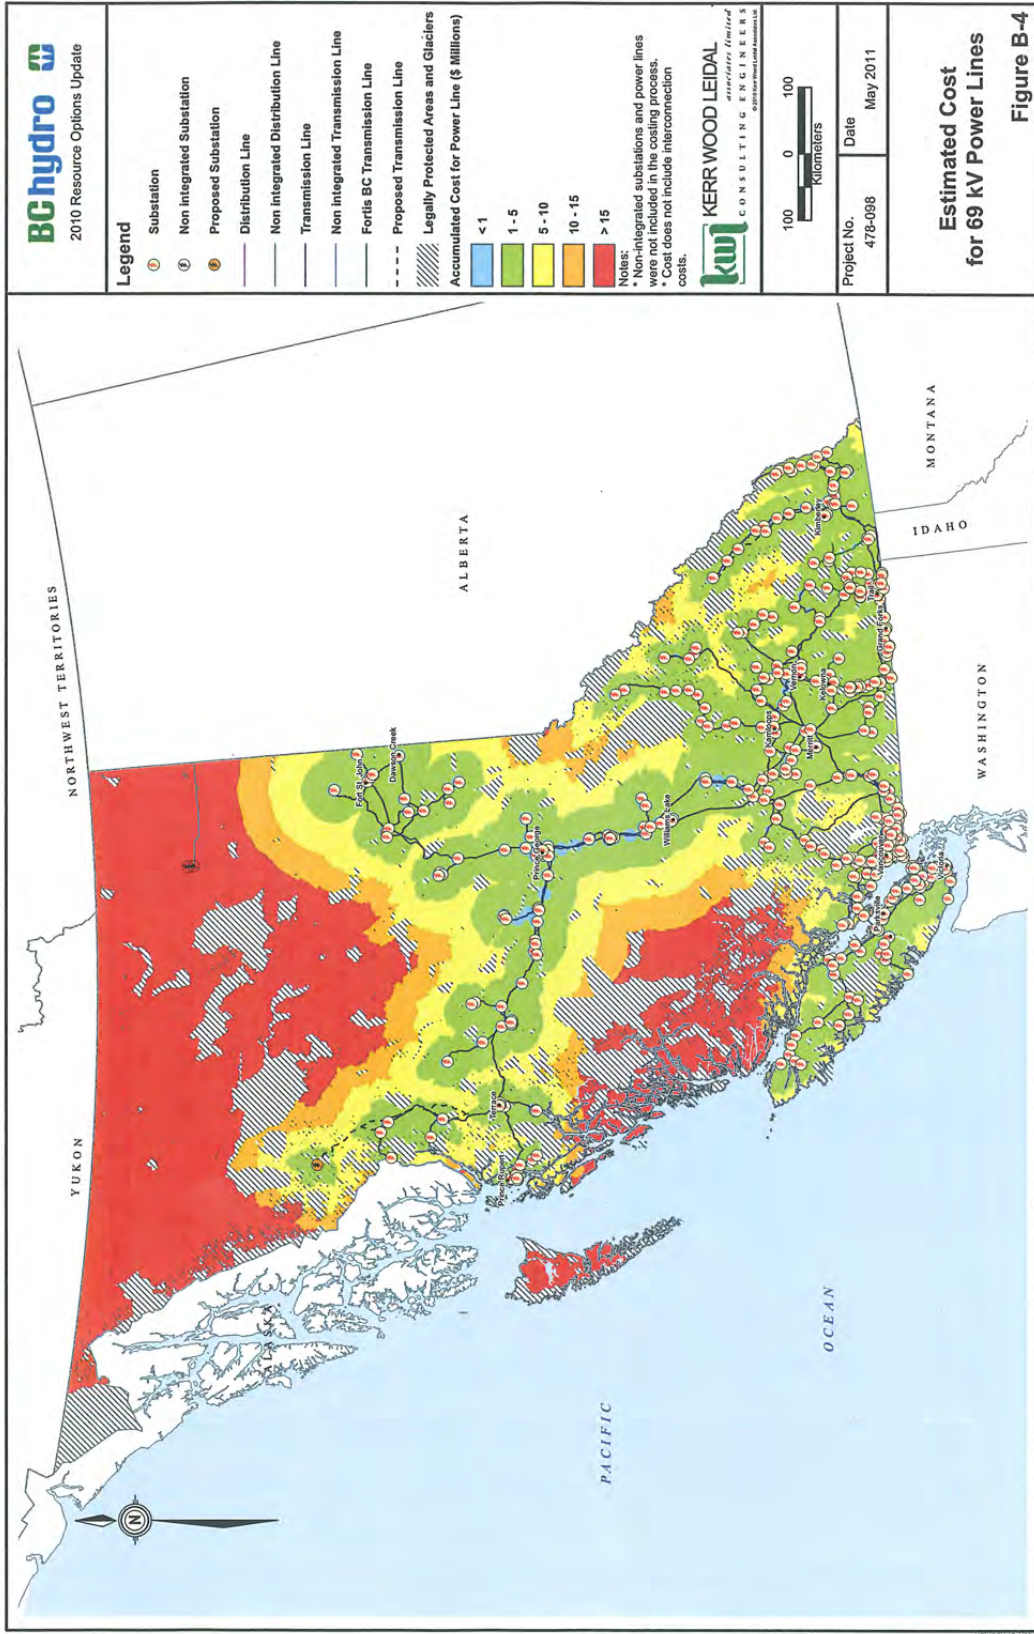 BC hydro
2010 Resource Options Update
Legend
Substation
Non integrated Substation
Proposed Substation
Distribution Line
Non integrated Distribution Line
Transmission Line
Non integrated Transmission Line
Fortis BC Transmission Line
Proposed Transmission Line
Legally Protected Areas and Glaciers
Accumulated Cost for Power Line ($ Millions)
< 1
1 - 5
5 - 10
10 - 15
> 15
Notes:
* Non-integrated substations and power lines
were not included in the costing process.
* Cost does not include interconnection
costs.
kwl
KERR WOOD LEIDAL
associates limited
CONSULTING ENGINEERS
100 0 100
Kilometers
Project No.
478-098
Date
May 2011
Estimated Cost
for 69 kV Power Lines
Figure B-4
YUKON
NORTHWEST TERRITORIES
ALASKA
ALBERTA
Fort St. John
Dawson Creek
Prince George
Terrace
Prince Rupert
Williams Lake
Kamloops
Merritt
Vernon
Kelowna
Kimberley
Trail
Grand Forks
Vancouver
Parksville
PACIFIC
OCEAN
WASHINGTON
IDAHO
MONTANA
N